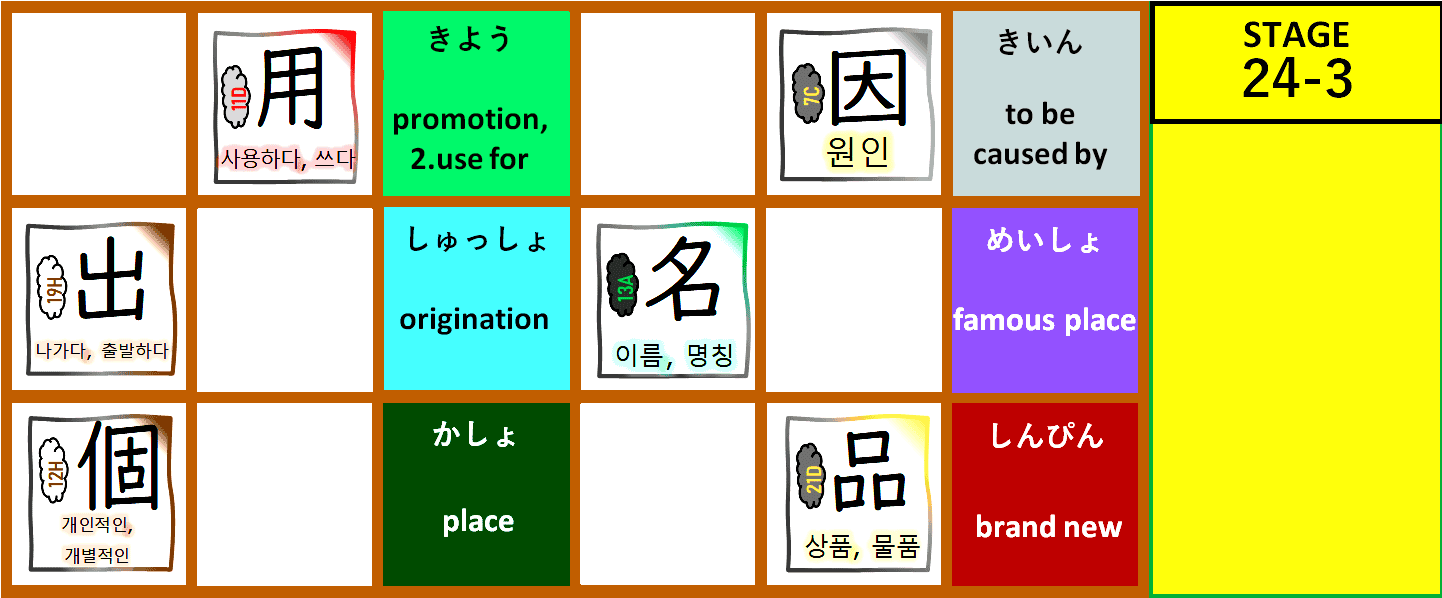 11D
用
사용하다, 쓰다
きよう
promotion,
2.use for
7C
因
원인
きいん
to be
caused by
STAGE
24-3
19H
出
나가다, 출발하다
しゅっしょ
origination
13A
名
이름, 명칭
めいしょ
famous place
12H
個
개인적인,
개별적인
かしょ
place
21D
品
상품, 물품
しんぴん
brand new